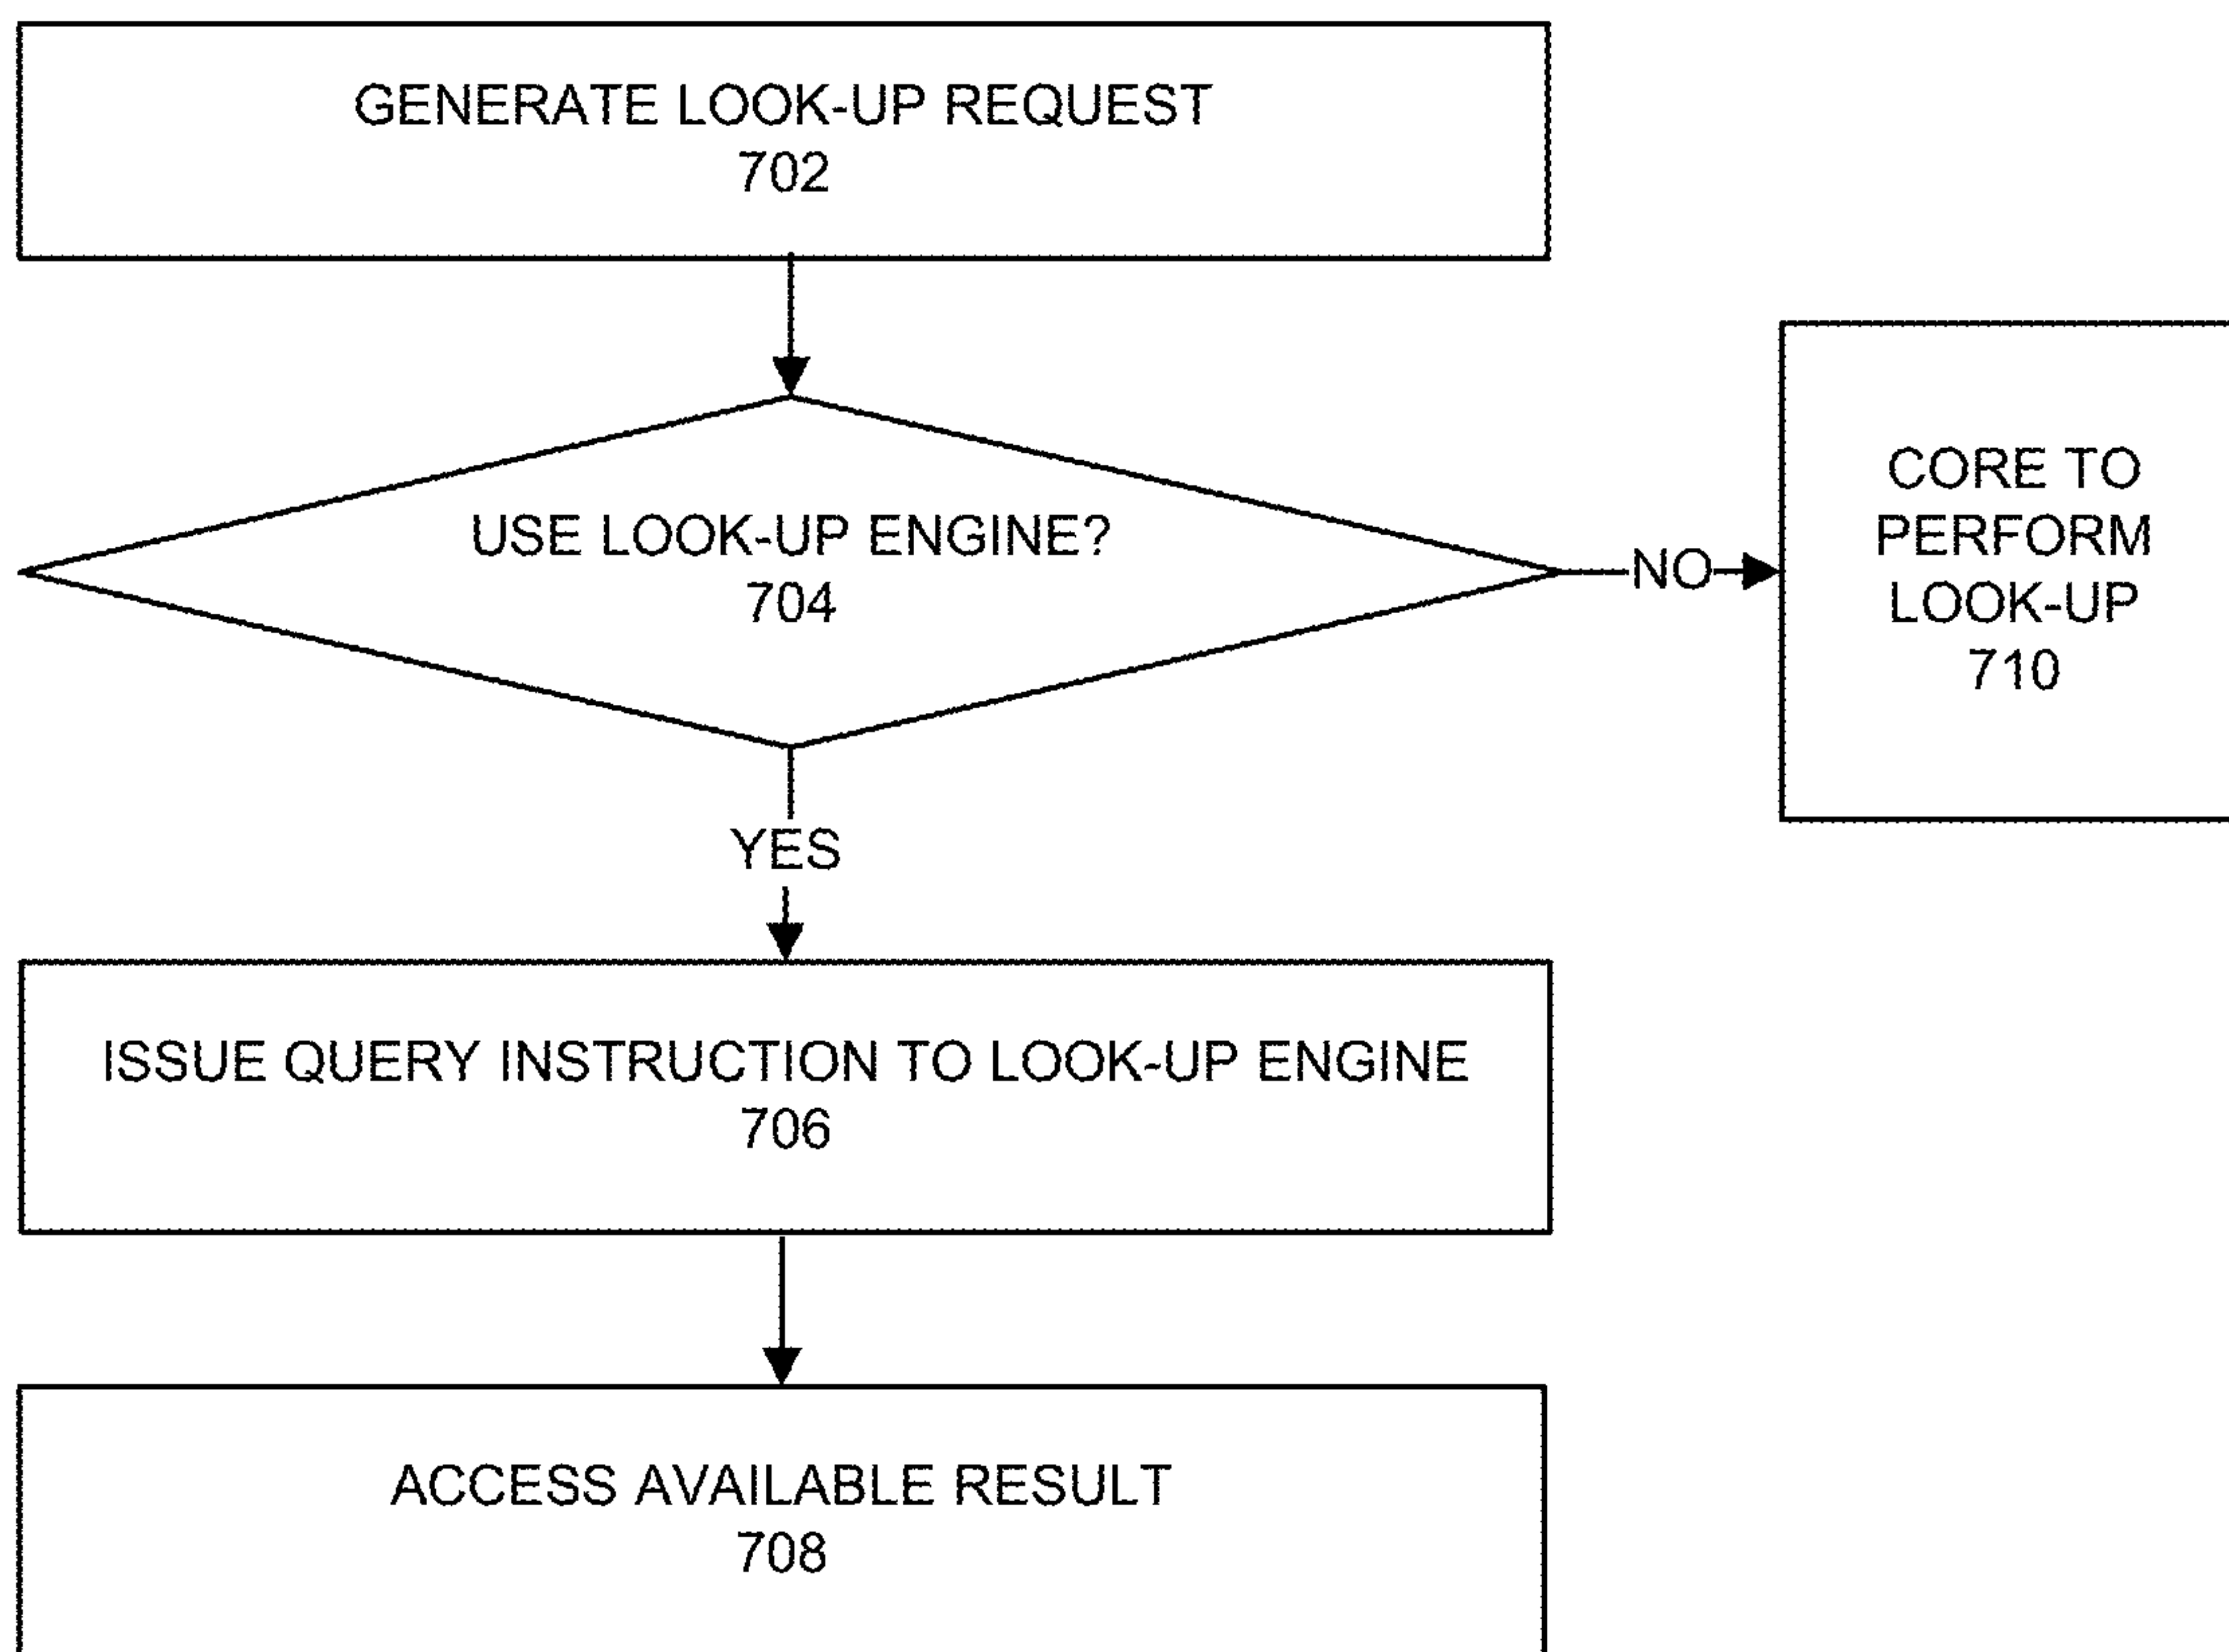 GENERATE LOOK-UP REQUEST
702
USE LOOK-UP ENGINE?
704
NO
CORE TO
PERFORM
LOOK-UP
710
YES
ISSUE QUERY INSTRUCTION TO LOOK-UP ENGINE
706
ACCESS AVAILABLE RESULT
708